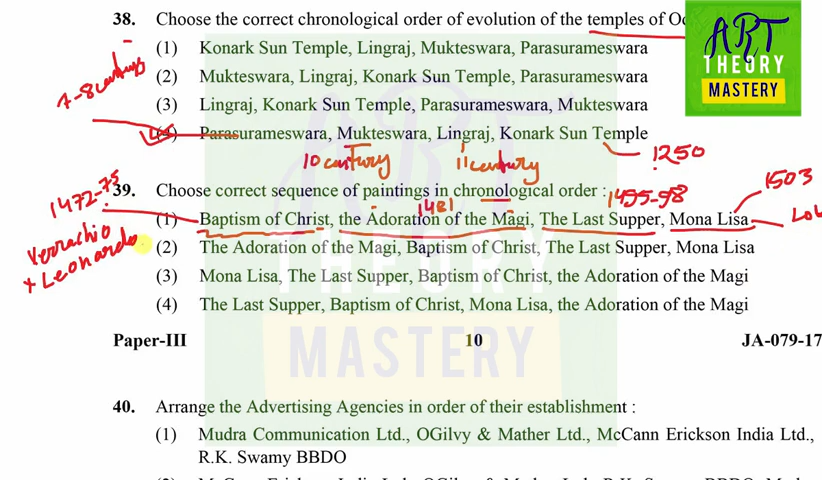 38. Choose the correct chronological order of evolution of the temples of
ART
THEORY
MASTERY
(1) Konark Sun Temple, Lingraj, Mukteswara, Parasurameswara
(2) Mukteswara, Lingraj, Konark Sun Temple, Parasurameswara
7-8 century
(3) Lingraj, Konark Sun Temple, Parasurameswara, Mukteswara
(4) Parasurameswara, Mukteswara, Lingraj, Konark Sun Temple
10 century 11 century 1250
39. Choose correct sequence of paintings in chronological order : 1495-98 1503
1472-75 1481
(1) Baptism of Christ, the Adoration of the Magi, The Last Supper, Mona Lisa
Verrachio
+ Leonardo
(2) The Adoration of the Magi, Baptism of Christ, The Last Supper, Mona Lisa
(3) Mona Lisa, The Last Supper, Baptism of Christ, the Adoration of the Magi
(4) The Last Supper, Baptism of Christ, Mona Lisa, the Adoration of the Magi
Paper-III 10 JA-079-17
ART
THEORY
MASTERY
40. Arrange the Advertising Agencies in order of their establishment :
(1) Mudra Communication Ltd., OGilvy & Mather Ltd., McCann Erickson India Ltd.,
R.K. Swamy BBDO